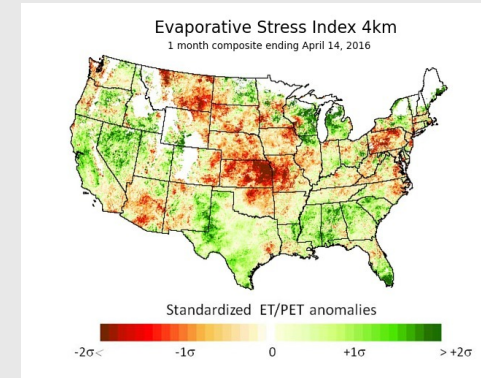 Evaporative Stress Index 4km
1 month composite ending April 14, 2016
Standardized ET/PET anomalies
-2σ< -1σ 0 +1σ > +2σ